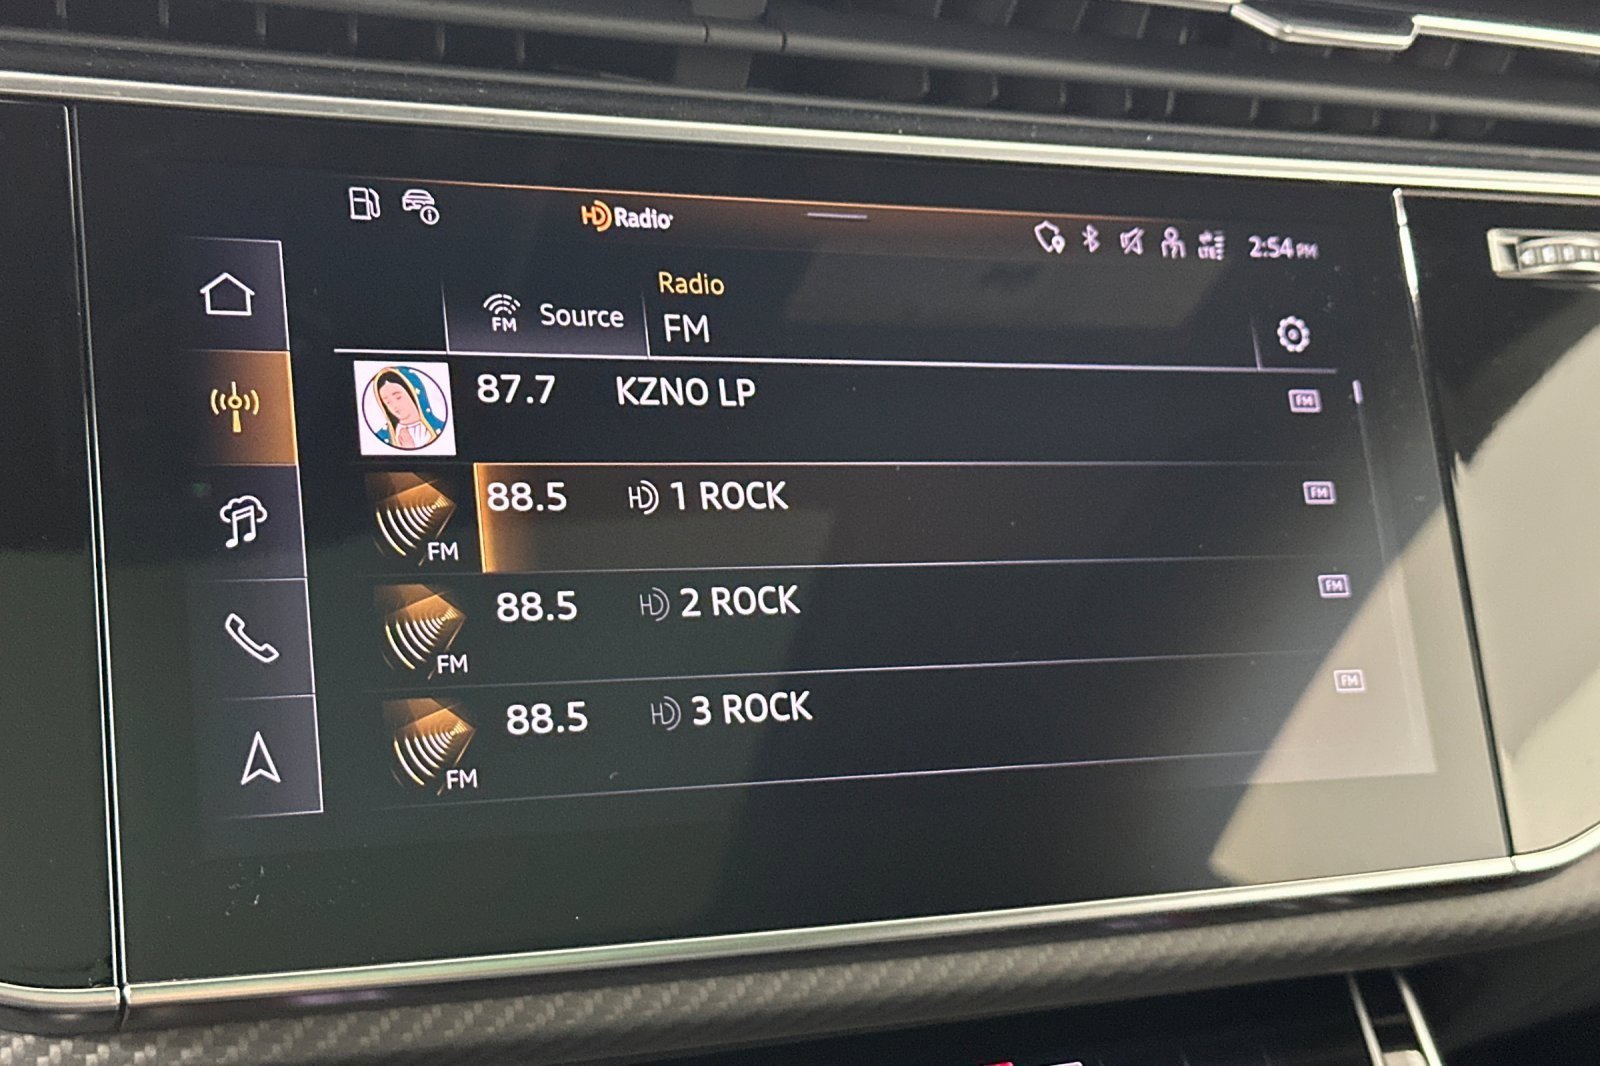 HD Radio
2:54 PM
Radio
FM Source
FM
87.7 KZNO LP FM
88.5 HD 1 ROCK FM
FM
88.5 HD 2 ROCK FM
FM
88.5 HD 3 ROCK FM
FM